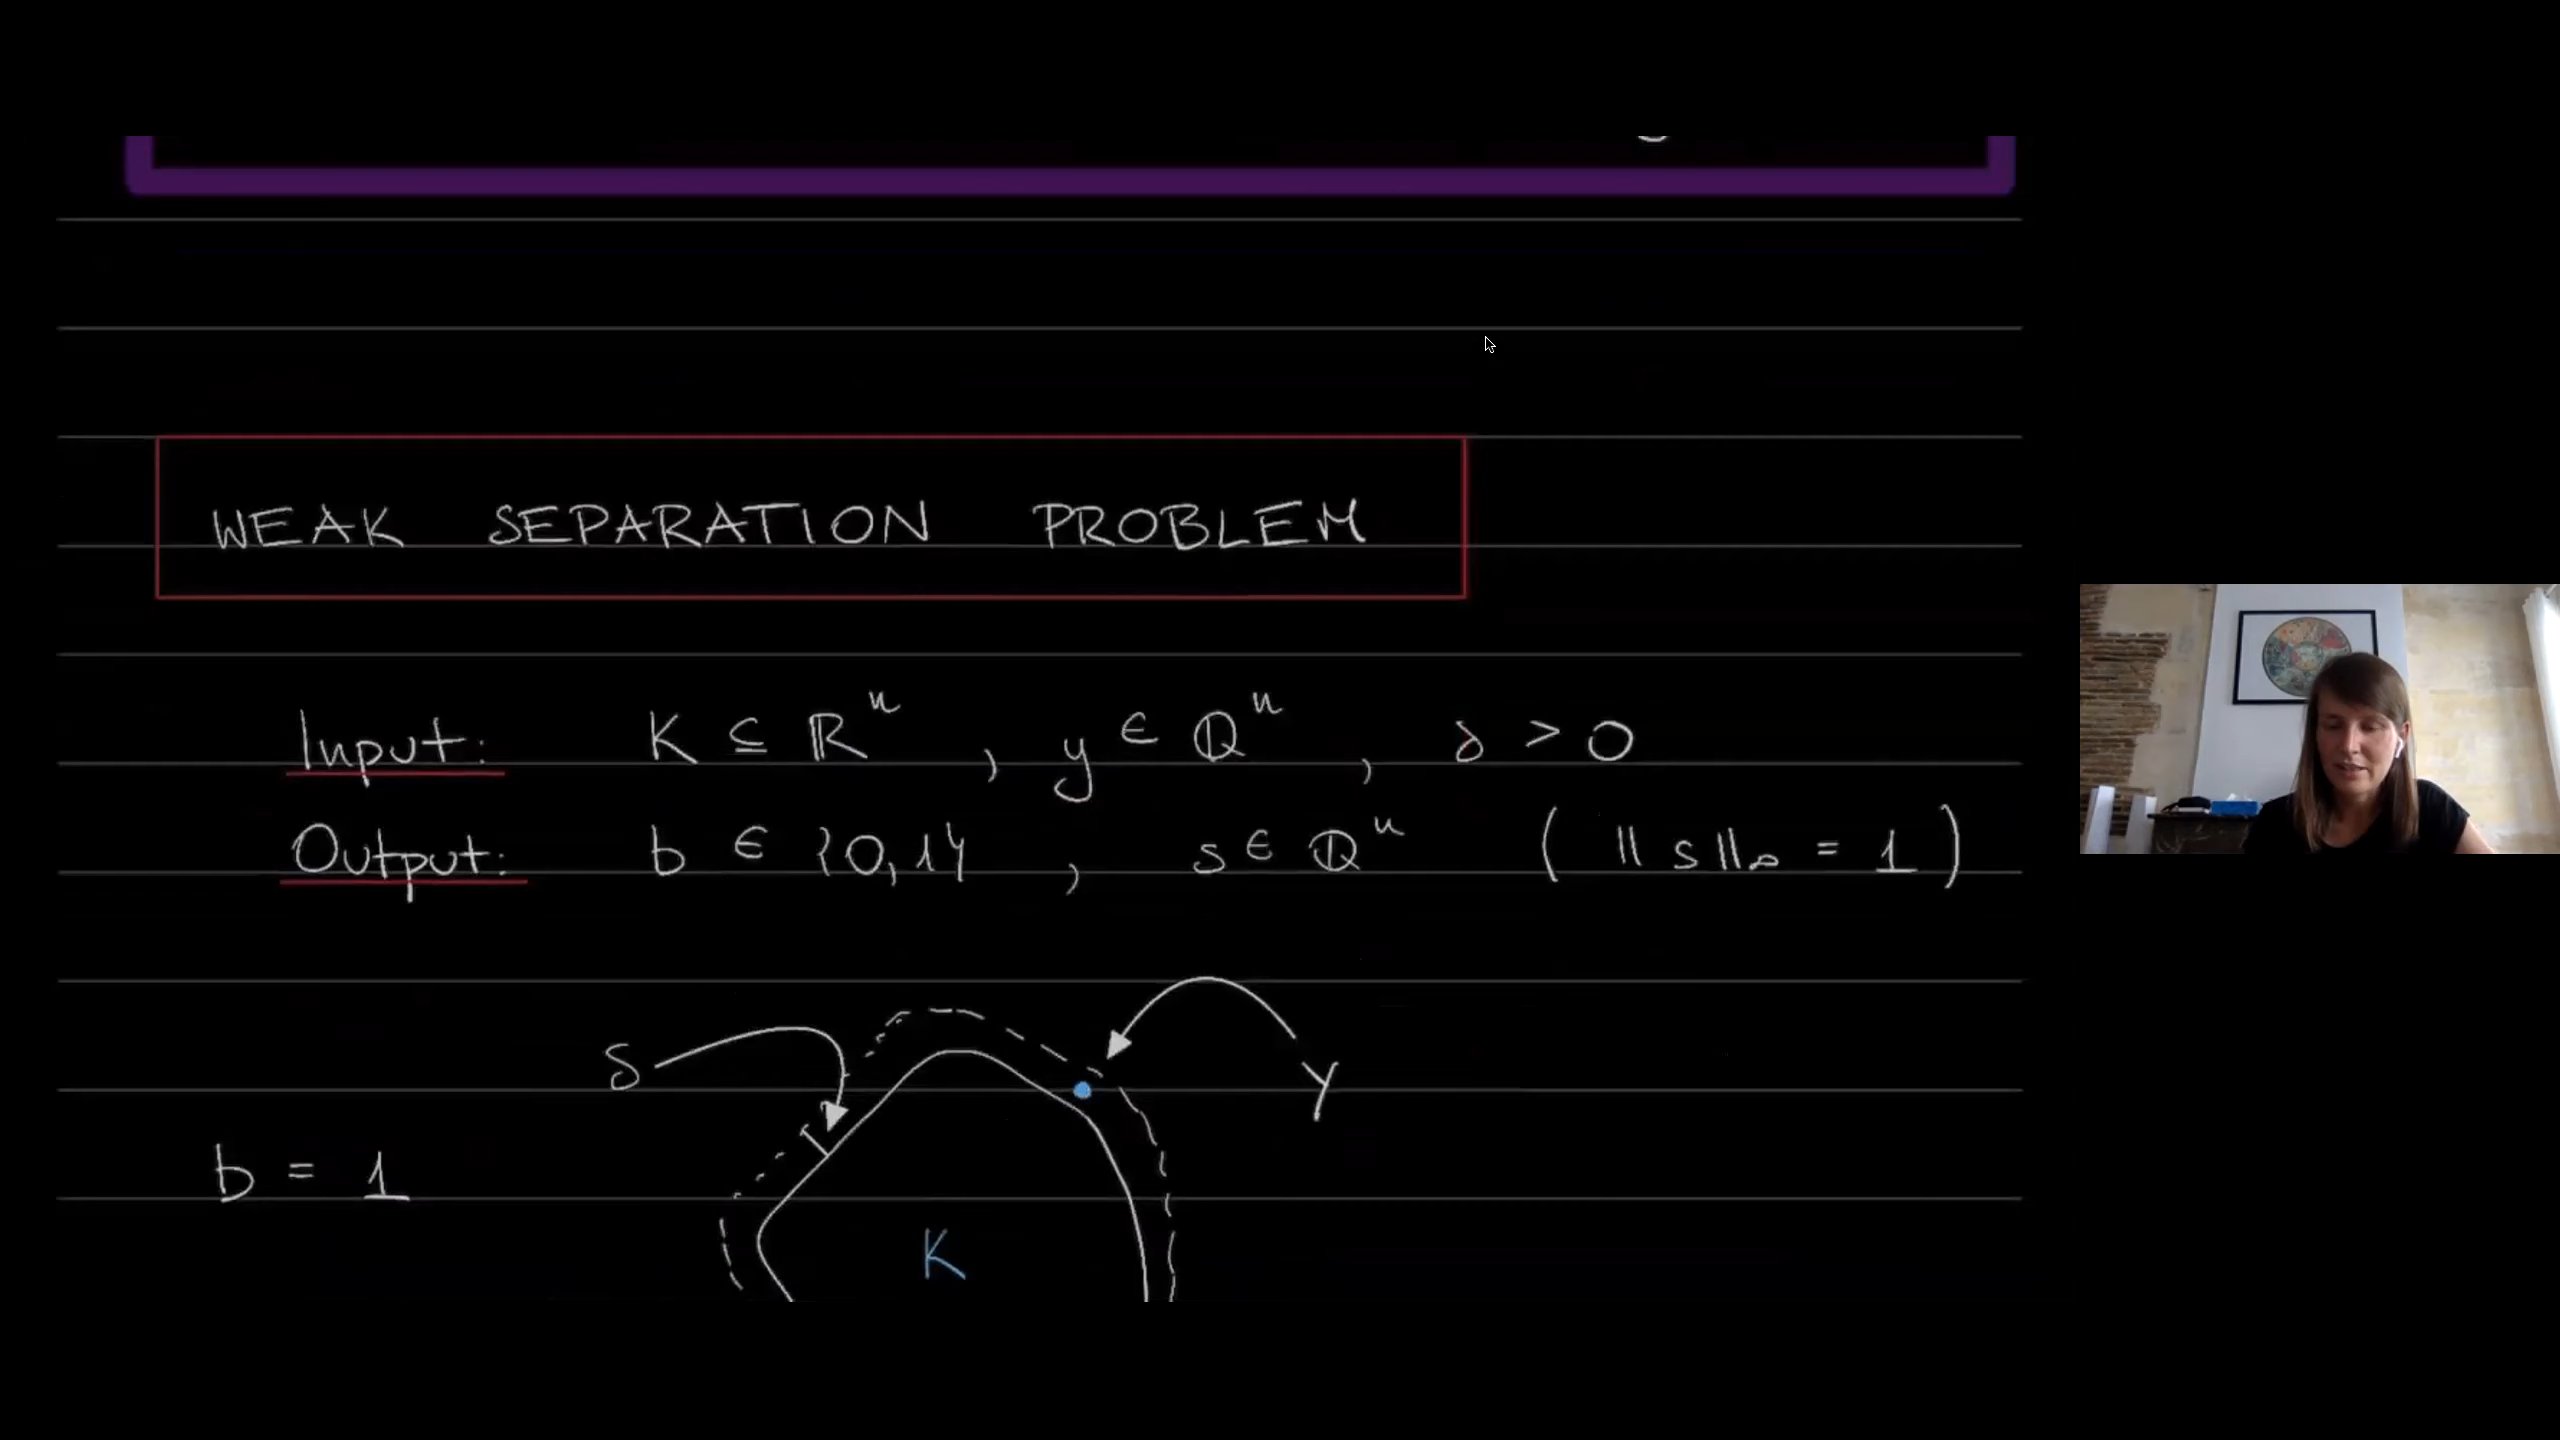 WEAK SEPARATION PROBLEM
Input: K ⊆ ℝⁿ , y ∈ ℚⁿ , δ > 0
Output: b ∈ {0,1} , s ∈ ℚⁿ ( ‖s‖∞ = 1 )
δ
y
b = 1
K